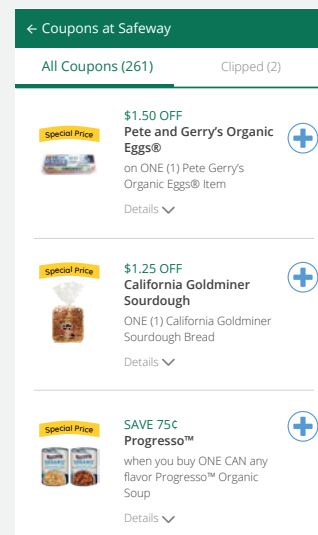 ← Coupons at Safeway
All Coupons (261)
Clipped (2)
Special Price
$1.50 OFF
Pete and Gerry’s Organic
Eggs®
on ONE (1) Pete Gerry’s
Organic Eggs® Item
Details
Special Price
$1.25 OFF
California Goldminer
Sourdough
ONE (1) California Goldminer
Sourdough Bread
Details
Special Price
SAVE 75¢
Progresso™
when you buy ONE CAN any
flavor Progresso™ Organic
Soup
Details